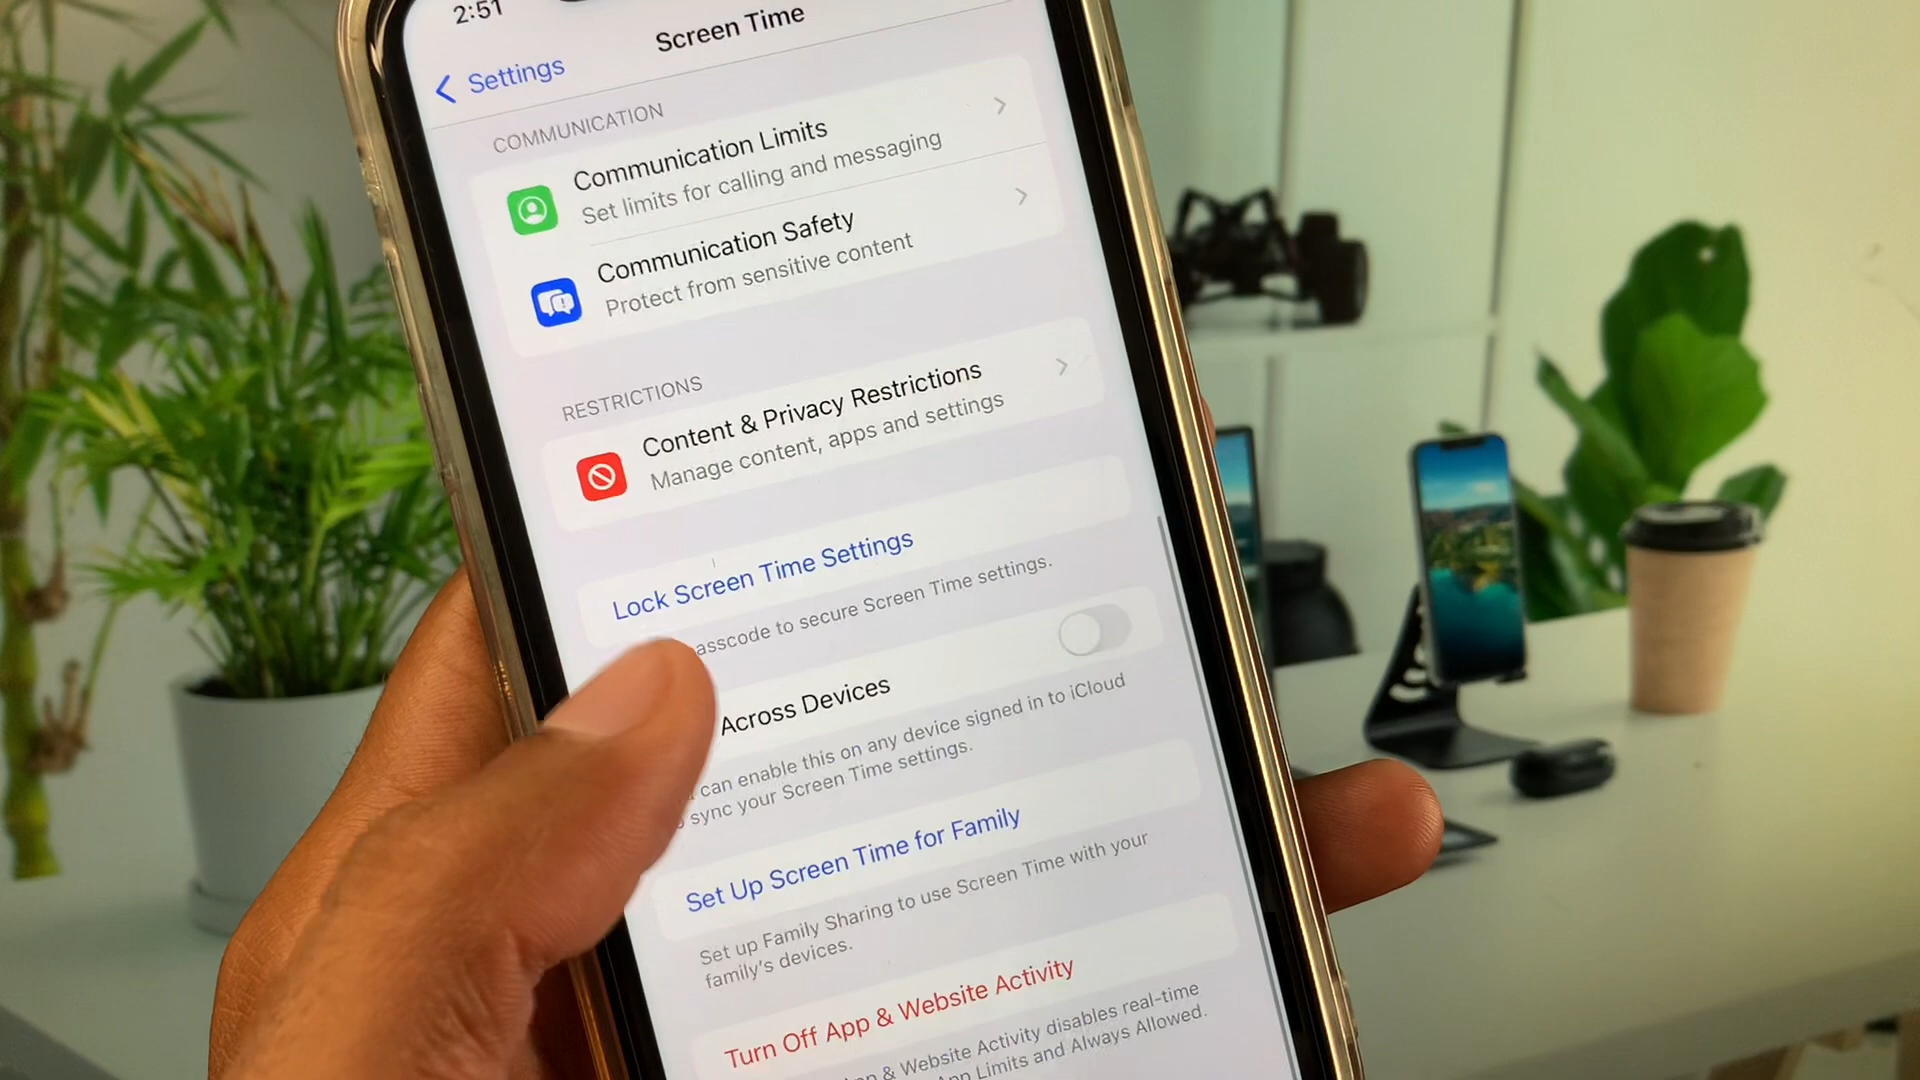 2:51
Screen Time
Settings
COMMUNICATION
Communication Limits
Set limits for calling and messaging
Communication Safety
Protect from sensitive content
RESTRICTIONS
Content & Privacy Restrictions
Manage content, apps and settings
Lock Screen Time Settings
passcode to secure Screen Time settings.
Across Devices
can enable this on any device signed in to iCloud
sync your Screen Time settings.
Set Up Screen Time for Family
Set up Family Sharing to use Screen Time with your
family's devices.
Turn Off App & Website Activity
& Website Activity disables real-time
App Limits and Always Allowed.